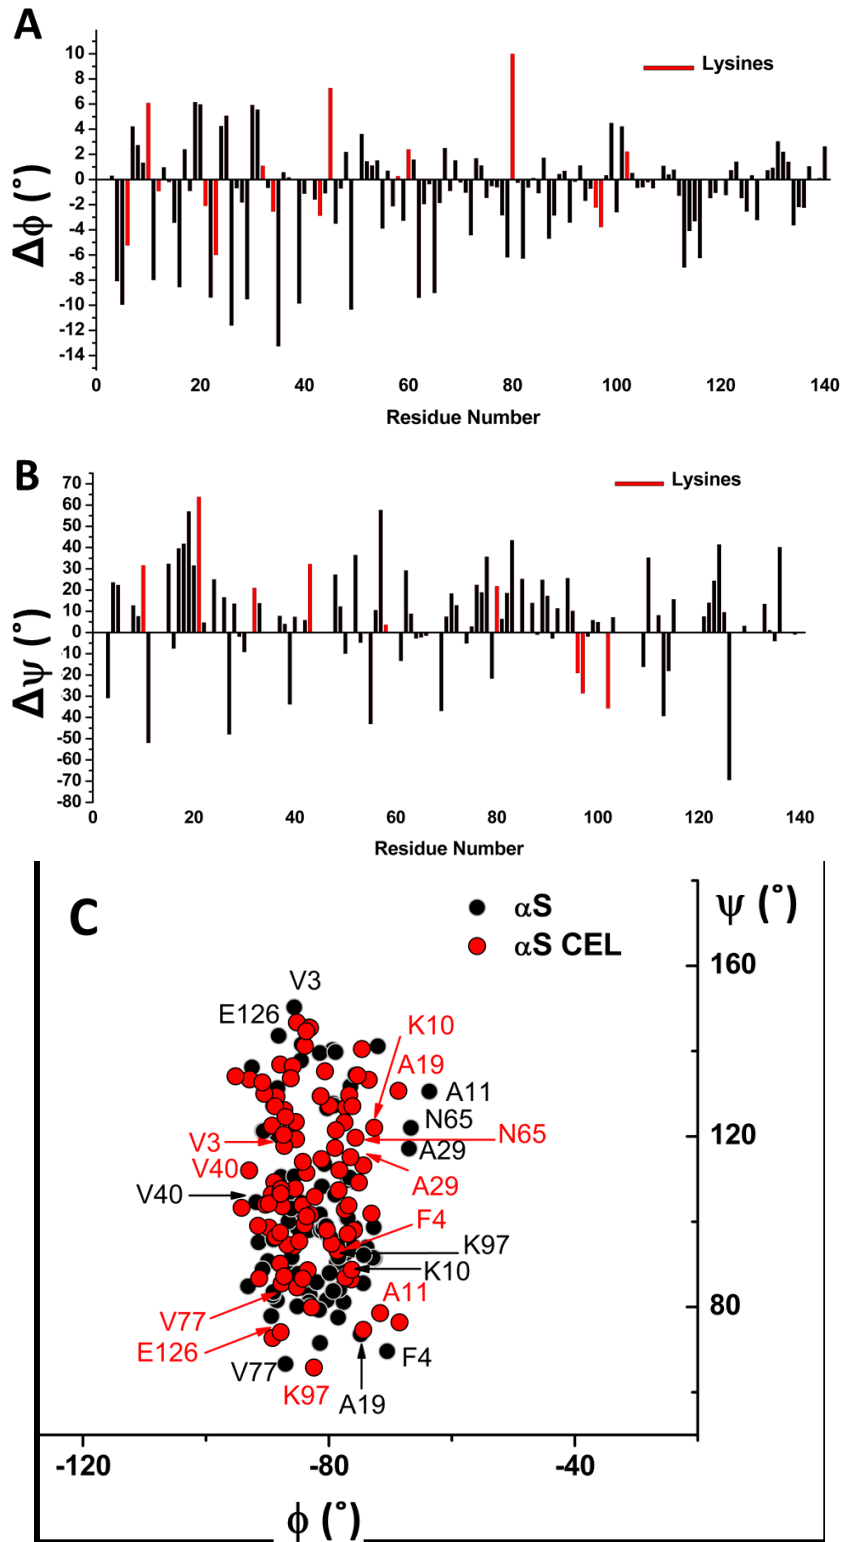 A
Lysines
10
8
6
4
2
0
-2
-4
-6
-8
-10
-12
-14
Δϕ (°)
0 20 40 60 80 100 120 140
Residue Number
B
Lysines
70
60
50
40
30
20
10
0
-10
-20
-30
-40
-50
-60
-70
-80
Δψ (°)
0 20 40 60 80 100 120 140
Residue Number
C
αS
αS CEL
ψ (°)
160
V3
E126
K10
A19
A11
N65
120
V3
N65
A29
V40
A29
V40
F4
K97
K10
A11
80
V77
E126
F4
V77
K97
A19
-120 -80 -40
ϕ (°)